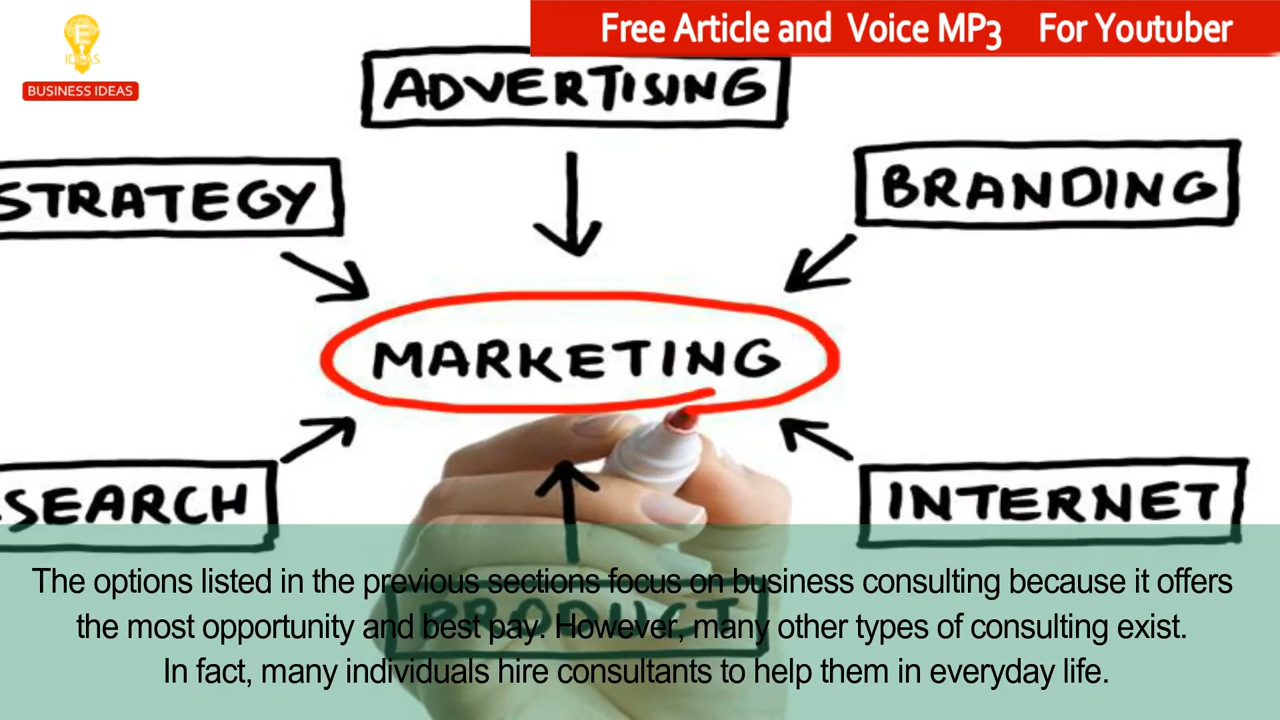 Free Article and Voice MP3 For Youtuber
E
IDEAS
BUSINESS IDEAS
ADVERTISING
STRATEGY
BRANDING
MARKETING
SEARCH
INTERNET
PRODUCT
The options listed in the previous sections focus on business consulting because it offers
the most opportunity and best pay. However, many other types of consulting exist.
In fact, many individuals hire consultants to help them in everyday life.